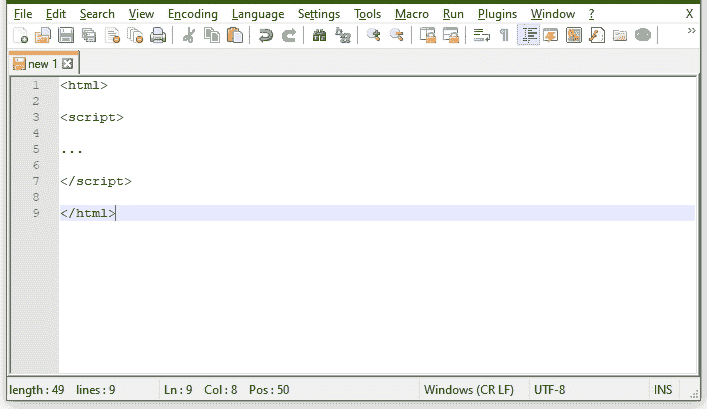 File Edit Search View Encoding Language Settings Tools Macro Run Plugins Window ? X
new 1
1 <html>
2
3 <script>
4
5 ...
6
7 </script>
8
9 </html>
length : 49 lines : 9 Ln : 9 Col : 8 Pos : 50 Windows (CR LF) UTF-8 INS